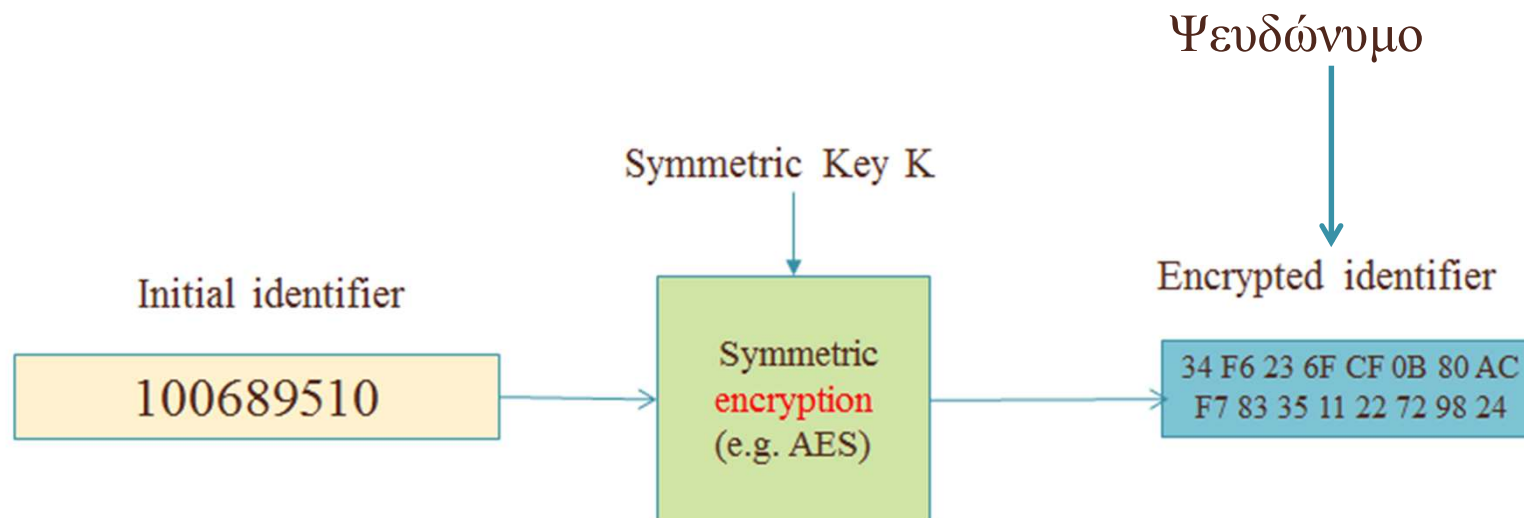 Ψευδώνυμο
Symmetric Key K
Initial identifier
Encrypted identifier
100689510
Symmetric
encryption
(e.g. AES)
34 F6 23 6F CF 0B 80 AC
F7 83 35 11 22 72 98 24